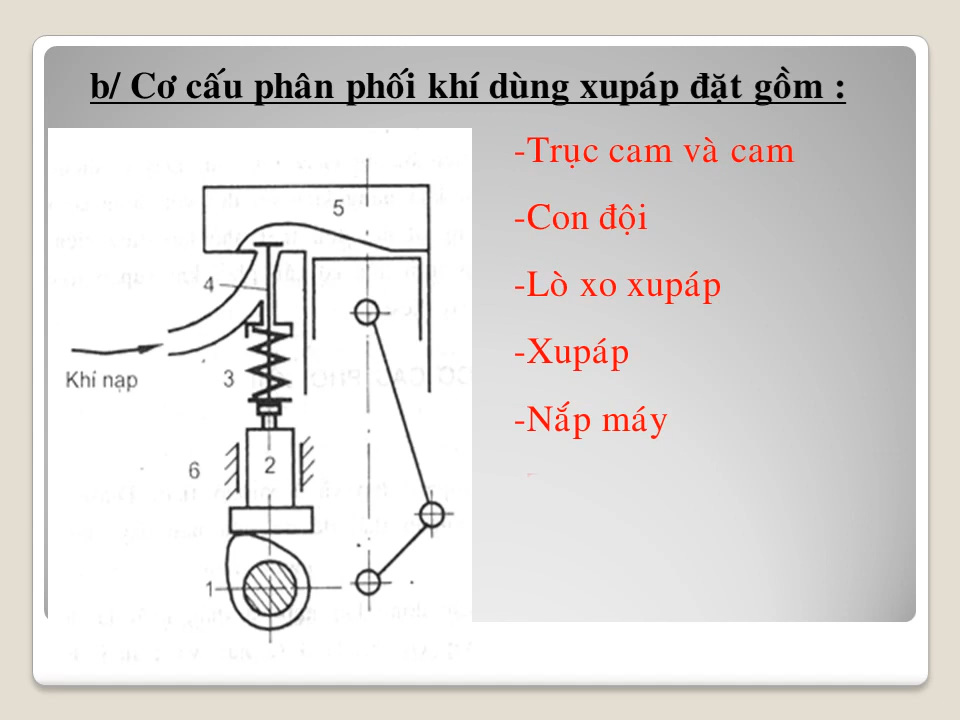 b/ Cơ cấu phân phối khí dùng xupáp đặt gồm :
-Trục cam và cam
-Con đội
-Lò xo xupáp
-Xupáp
-Nắp máy
5
4
Khí nạp
3
6
2
1